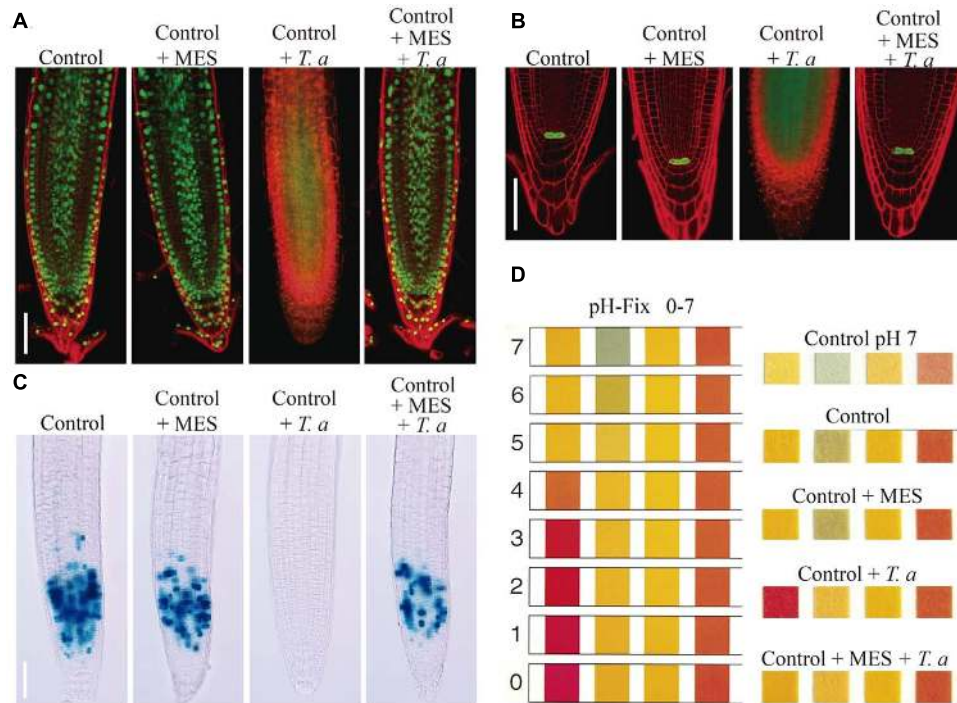 A
Control
Control
+ MES
Control
+ T. a
Control
+ MES
+ T. a
B
Control
Control
+ MES
Control
+ T. a
Control
+ MES
+ T. a
C
Control
Control
+ MES
Control
+ T. a
Control
+ MES
+ T. a
D
pH-Fix 0-7
7
6
5
4
3
2
1
0
Control pH 7
Control
Control + MES
Control + T. a
Control + MES + T. a